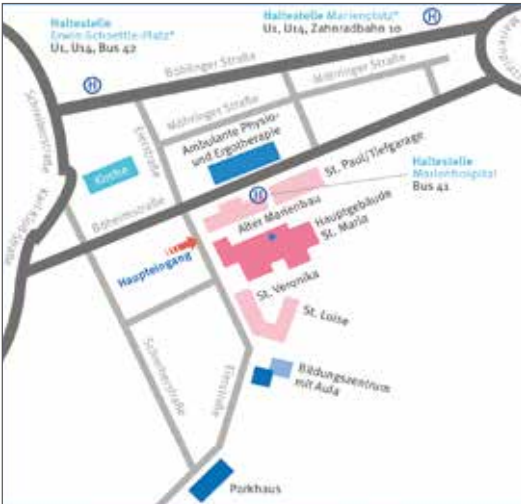 Haltestelle Marienplatz*
U1, U14, Zahnradbahn 10
Haltestelle
Erwin-Schoettle-Platz*
U1, U14, Bus 42
H
H
Marienplatz
Böblinger Straße
Möhringer Straße
Möhringer Straße
Schreiberstraße
Eierstraße
Ambulante Physio-
und Ergotherapie
Kirche
St. Paul/Tiefgarage
Haltestelle
Marienhospital
Bus 41
H
Böheimstraße
Alter Marienbau
Hauptgebäude
St. Maria
Haupteingang
St. Veronika
St. Luise
Eierstraße
Bildungszentrum
mit Aula
Parkhaus